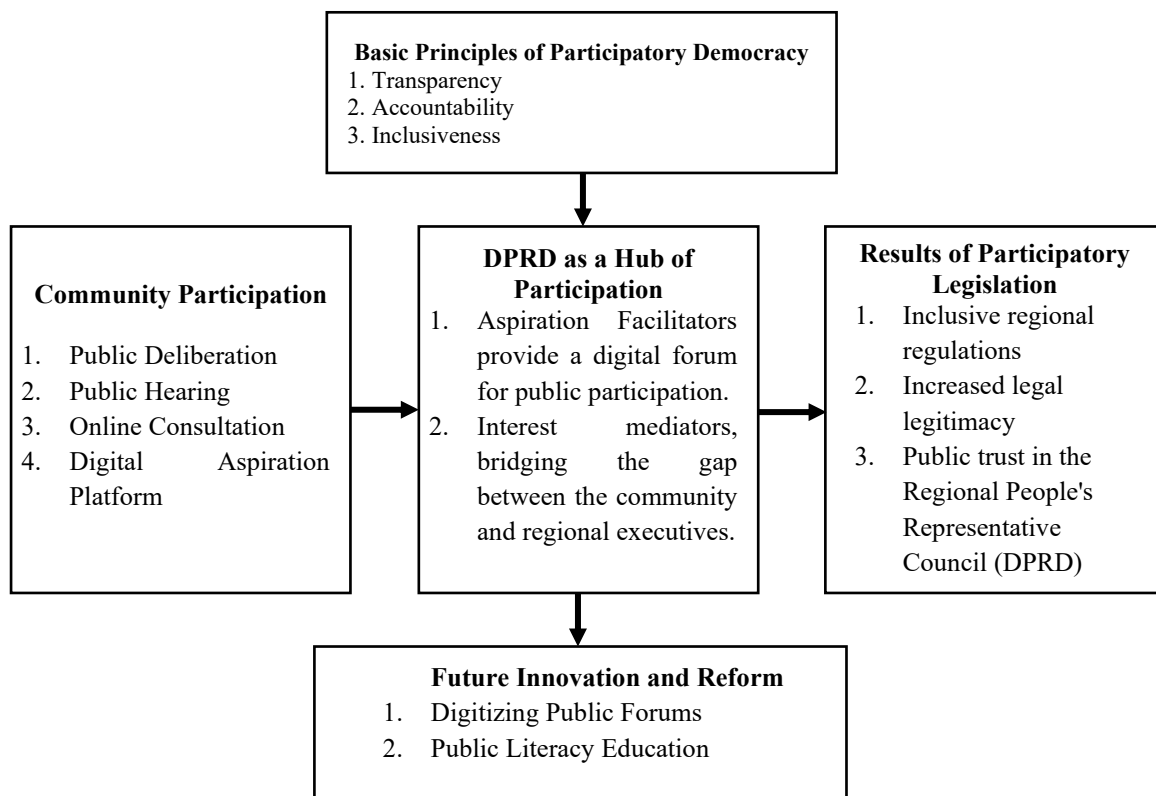 Basic Principles of Participatory Democracy
1. Transparency
2. Accountability
3. Inclusiveness
Community Participation
1. Public Deliberation
2. Public Hearing
3. Online Consultation
4. Digital Aspiration
Platform
DPRD as a Hub of
Participation
1. Aspiration Facilitators
provide a digital forum
for public participation.
2. Interest mediators,
bridging the gap
between the community
and regional executives.
Results of Participatory
Legislation
1. Inclusive regional
regulations
2. Increased legal
legitimacy
3. Public trust in the
Regional People's
Representative
Council (DPRD)
Future Innovation and Reform
1. Digitizing Public Forums
2. Public Literacy Education